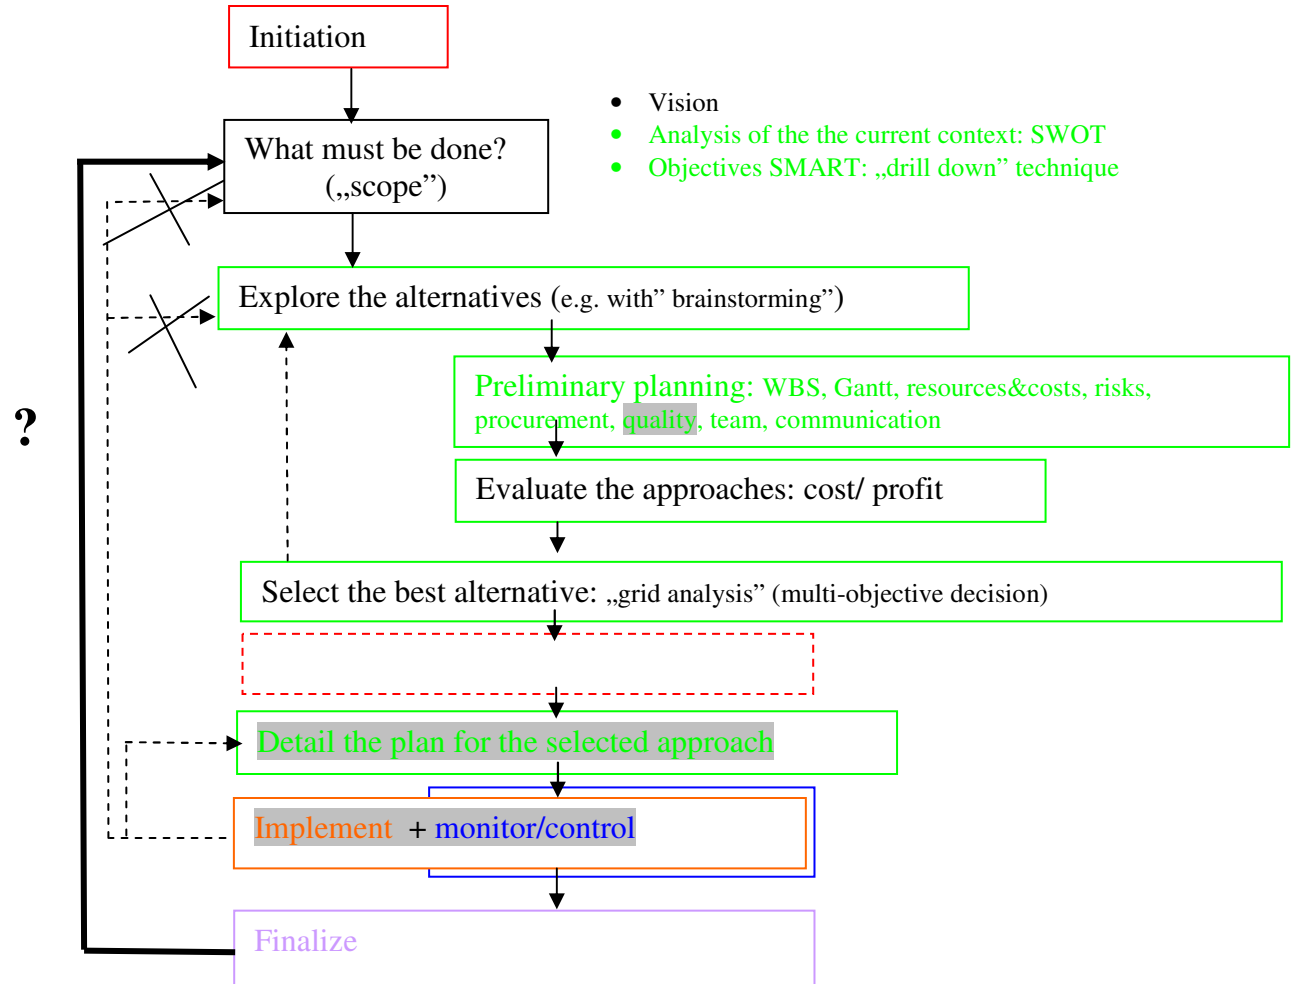 Initiation
• Vision
What must be done?
(„scope”)
• Analysis of the the current context: SWOT
• Objectives SMART: „drill down” technique
Explore the alternatives (e.g. with” brainstorming”)
Preliminary planning: WBS, Gantt, resources&costs, risks,
procurement, quality, team, communication
?
Evaluate the approaches: cost/ profit
Select the best alternative: „grid analysis” (multi-objective decision)
Detail the plan for the selected approach
Implement + monitor/control
Finalize